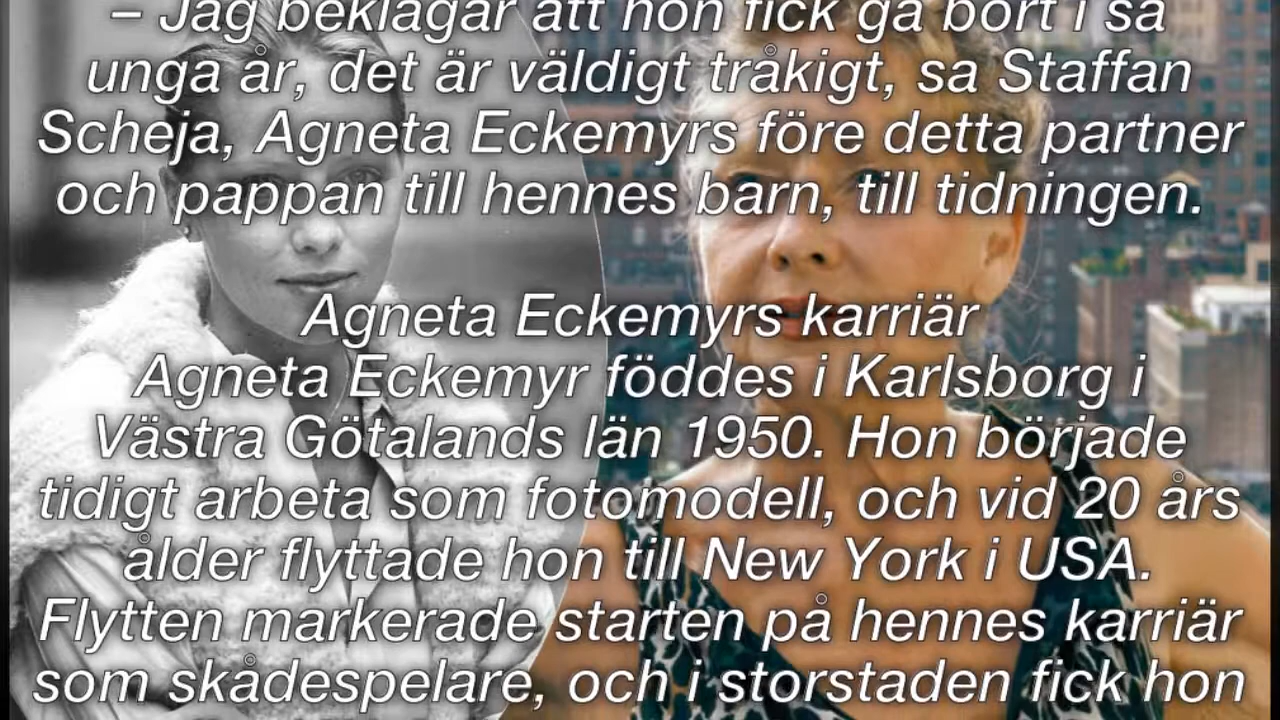 – Jag beklagar att hon fick gå bort i så
unga år, det är väldigt tråkigt, sa Staffan
Scheja, Agneta Eckemyrs före detta partner
och pappan till hennes barn, till tidningen.
Agneta Eckemyrs karriär
Agneta Eckemyr föddes i Karlsborg i
Västra Götalands län 1950. Hon började
tidigt arbeta som fotomodell, och vid 20 års
ålder flyttade hon till New York i USA.
Flytten markerade starten på hennes karriär
som skådespelare, och i storstaden fick hon